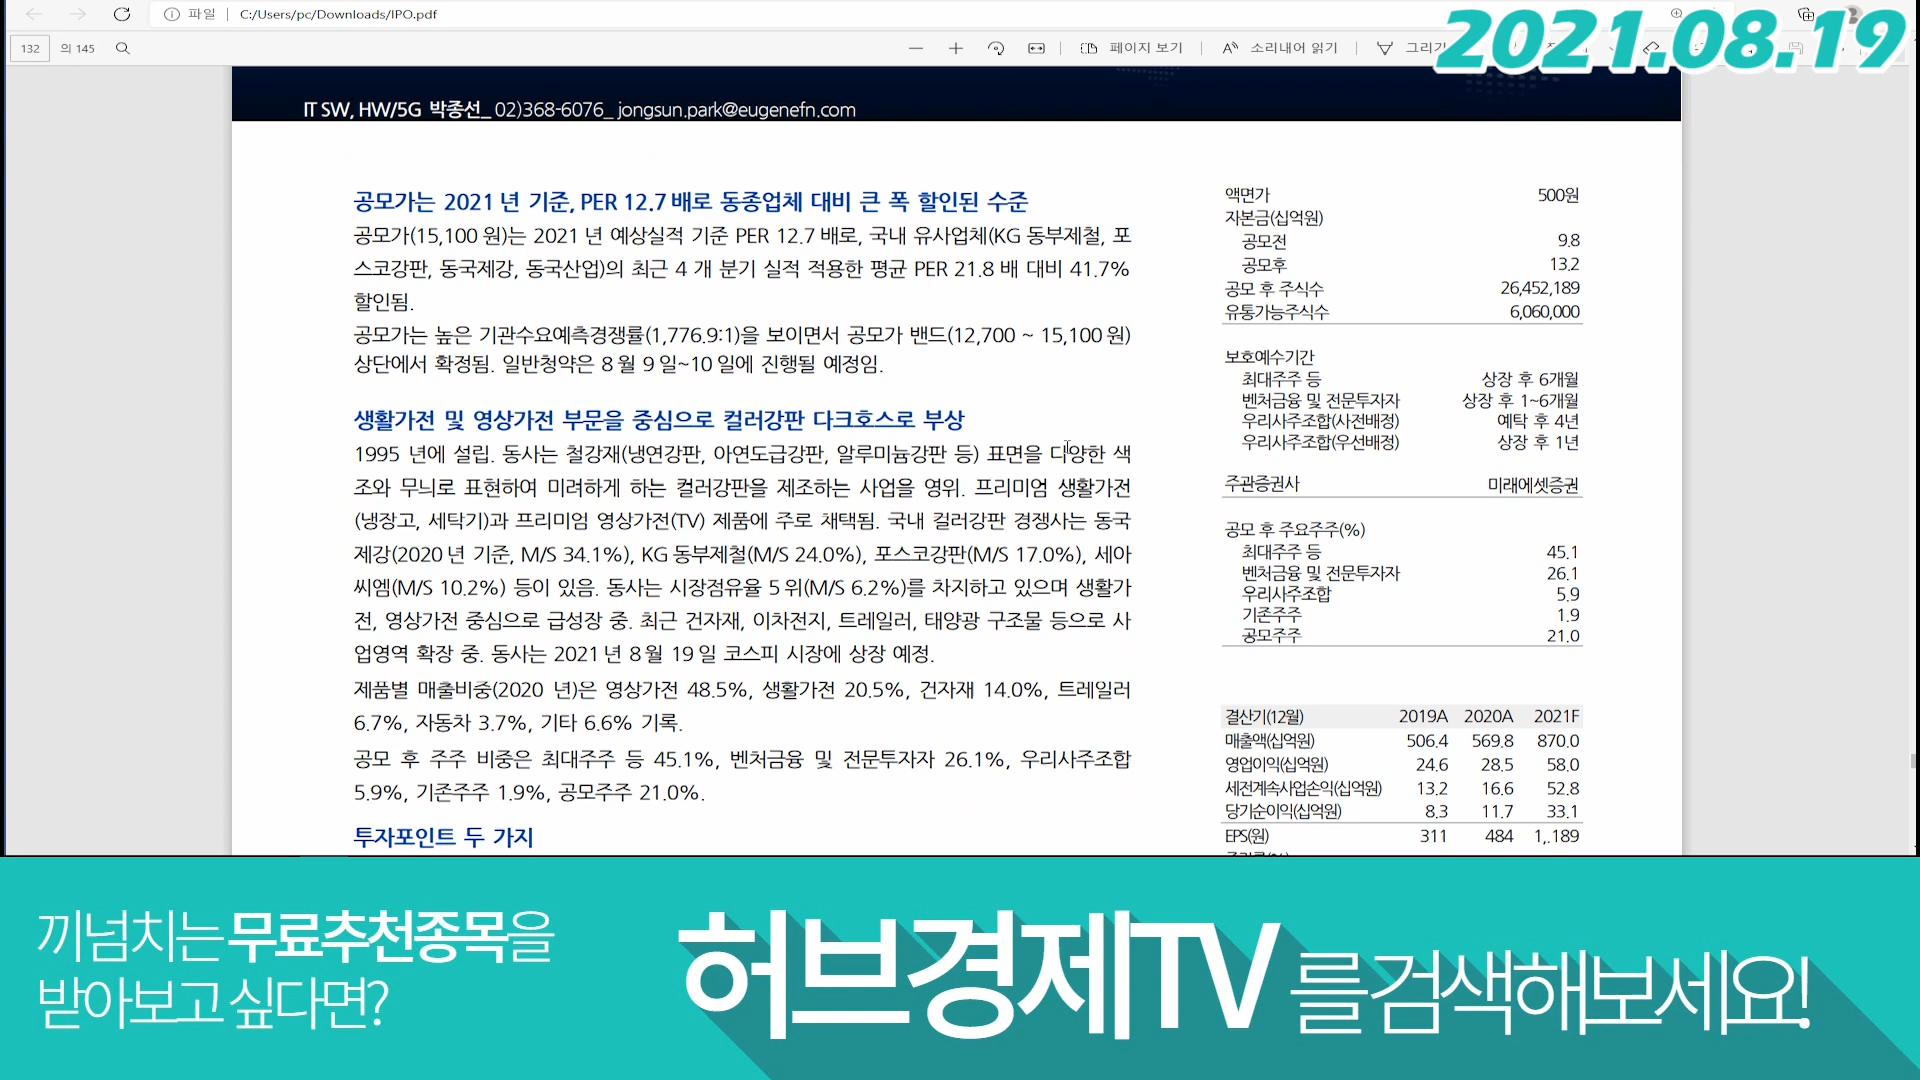 파일 C:/Users/pc/Downloads/IPO.pdf
2021.08.19
132 의 145 페이지 보기 소리내어 읽기 그리기
IT SW, HW/5G 박종선_ 02)368-6076_ jongsun.park@eugenefn.com
공모가는 2021 년 기준, PER 12.7 배로 동종업체 대비 큰 폭 할인된 수준
공모가(15,100 원)는 2021 년 예상실적 기준 PER 12.7 배로, 국내 유사업체(KG 동부제철, 포
스코강판, 동국제강, 동국산업)의 최근 4 개 분기 실적 적용한 평균 PER 21.8 배 대비 41.7%
할인됨.
공모가는 높은 기관수요예측경쟁률(1,776.9:1)을 보이면서 공모가 밴드(12,700 ~ 15,100 원)
상단에서 확정됨. 일반청약은 8 월 9 일~10 일에 진행될 예정임.
생활가전 및 영상가전 부문을 중심으로 컬러강판 다크호스로 부상
1995 년에 설립. 동사는 철강재(냉연강판, 아연도급강판, 알루미늄강판 등) 표면을 다양한 색
조와 무늬로 표현하여 미려하게 하는 컬러강판을 제조하는 사업을 영위. 프리미엄 생활가전
(냉장고, 세탁기)과 프리미엄 영상가전(TV) 제품에 주로 채택됨. 국내 컬러강판 경쟁사는 동국
제강(2020 년 기준, M/S 34.1%), KG 동부제철(M/S 24.0%), 포스코강판(M/S 17.0%), 세아
씨엠(M/S 10.2%) 등이 있음. 동사는 시장점유율 5 위(M/S 6.2%)를 차지하고 있으며 생활가
전, 영상가전 중심으로 급성장 중. 최근 건자재, 이차전지, 트레일러, 태양광 구조물 등으로 사
업영역 확장 중. 동사는 2021 년 8 월 19 일 코스피 시장에 상장 예정.
제품별 매출비중(2020 년)은 영상가전 48.5%, 생활가전 20.5%, 건자재 14.0%, 트레일러
6.7%, 자동차 3.7%, 기타 6.6% 기록.
공모 후 주주 비중은 최대주주 등 45.1%, 벤처금융 및 전문투자자 26.1%, 우리사주조합
5.9%, 기존주주 1.9%, 공모주주 21.0%.
투자포인트 두 가지
액면가 500원
자본금(십억원)
공모전 9.8
공모후 13.2
공모 후 주식수 26,452,189
유통가능주식수 6,060,000
보호예수기간
최대주주 등 상장 후 6개월
벤처금융 및 전문투자자 상장 후 1~6개월
우리사주조합(사전배정) 예탁 후 4년
우리사주조합(우선배정) 상장 후 1년
주관증권사 미래에셋증권
공모 후 주요주주(%)
최대주주 등 45.1
벤처금융 및 전문투자자 26.1
우리사주조합 5.9
기존주주 1.9
공모주주 21.0
결산기(12월) 2019A 2020A 2021F
매출액(십억원) 506.4 569.8 870.0
영업이익(십억원) 24.6 28.5 58.0
세전계속사업손익(십억원) 13.2 16.6 52.8
당기순이익(십억원) 8.3 11.7 33.1
EPS(원) 311 484 1,.189
끼넘치는 무료추천종목을
받아보고 싶다면?
허브경제TV를 검색해보세요!